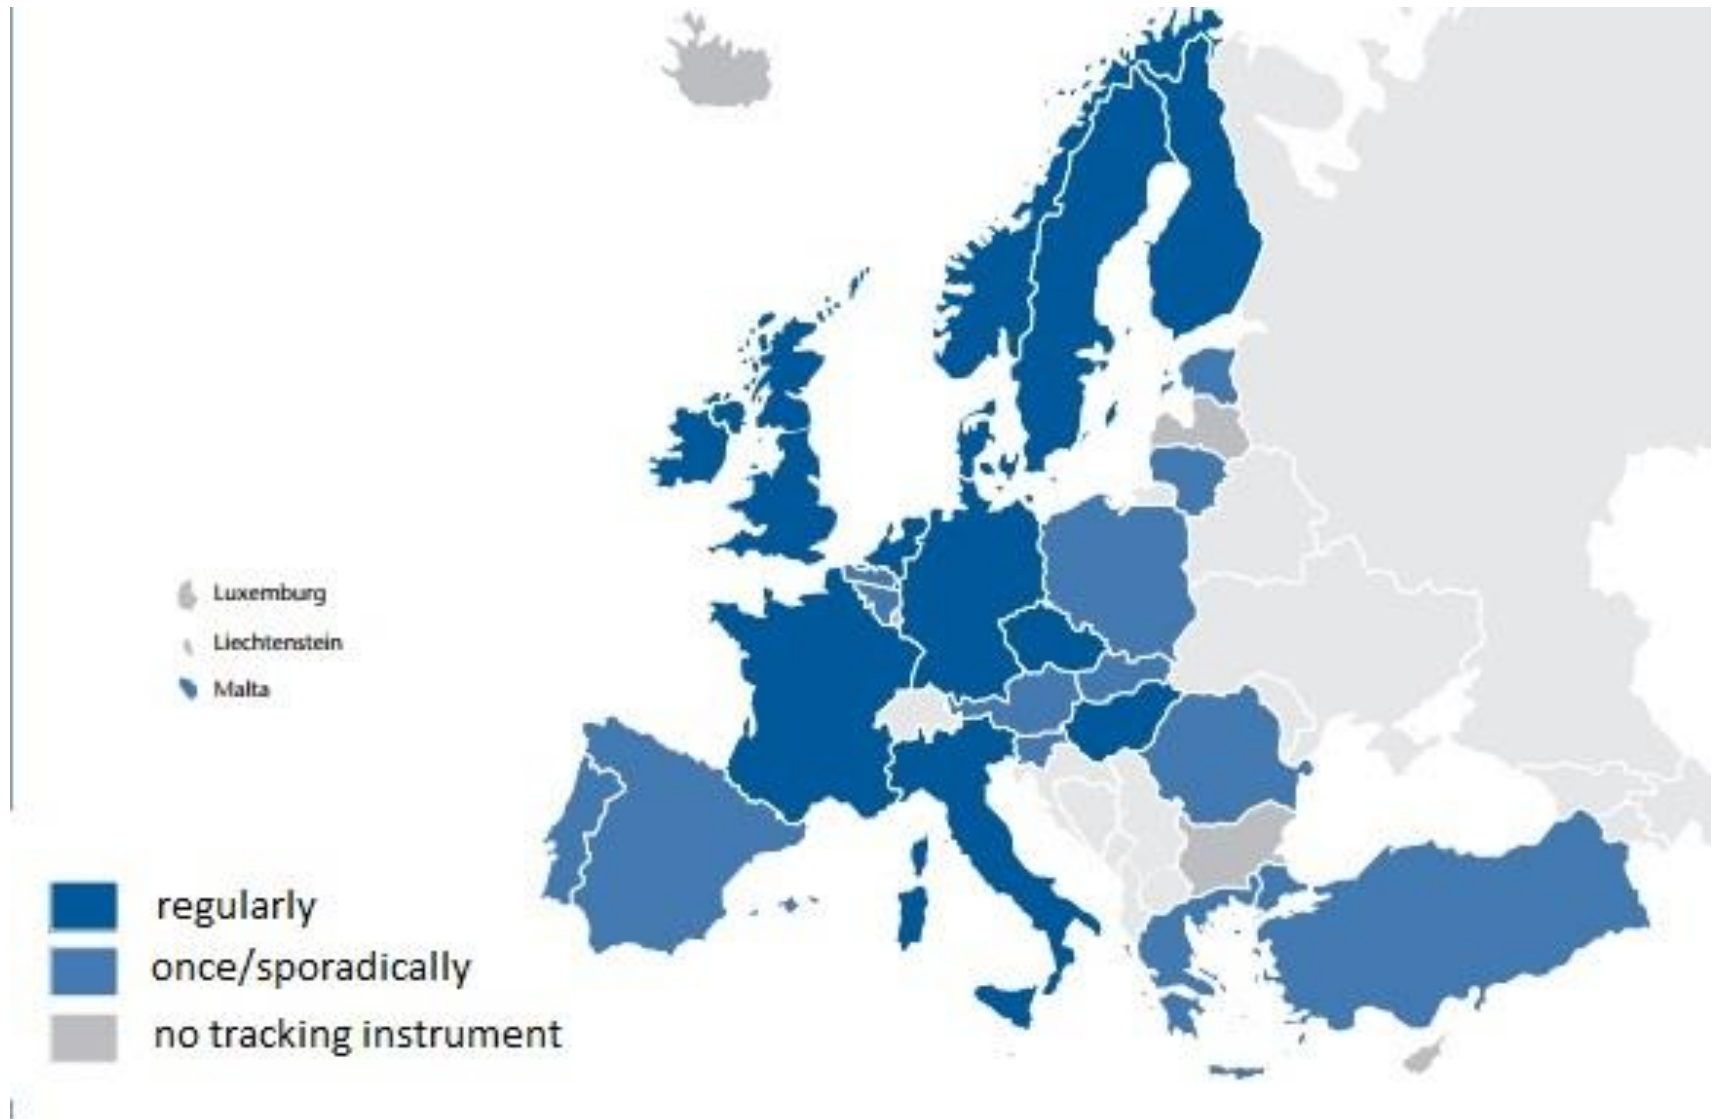 Luxemburg
Liechtenstein
Malta
regularly
once/sporadically
no tracking instrument